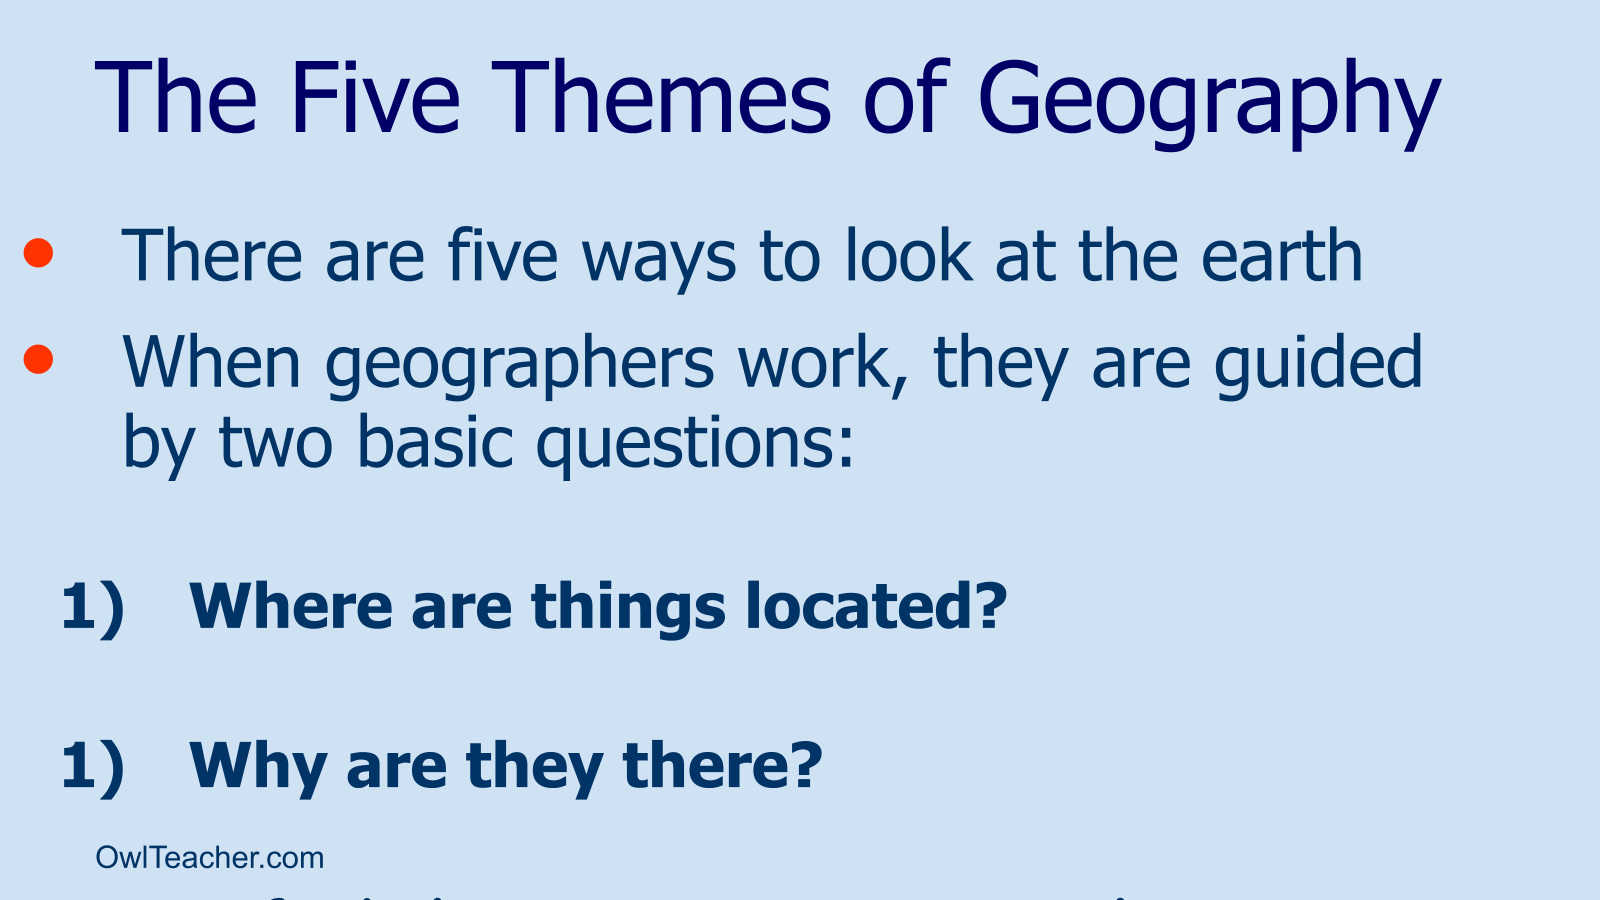 The Five Themes of Geography
• There are five ways to look at the earth
• When geographers work, they are guided
by two basic questions:
1) Where are things located?
1) Why are they there?
OwlTeacher.com